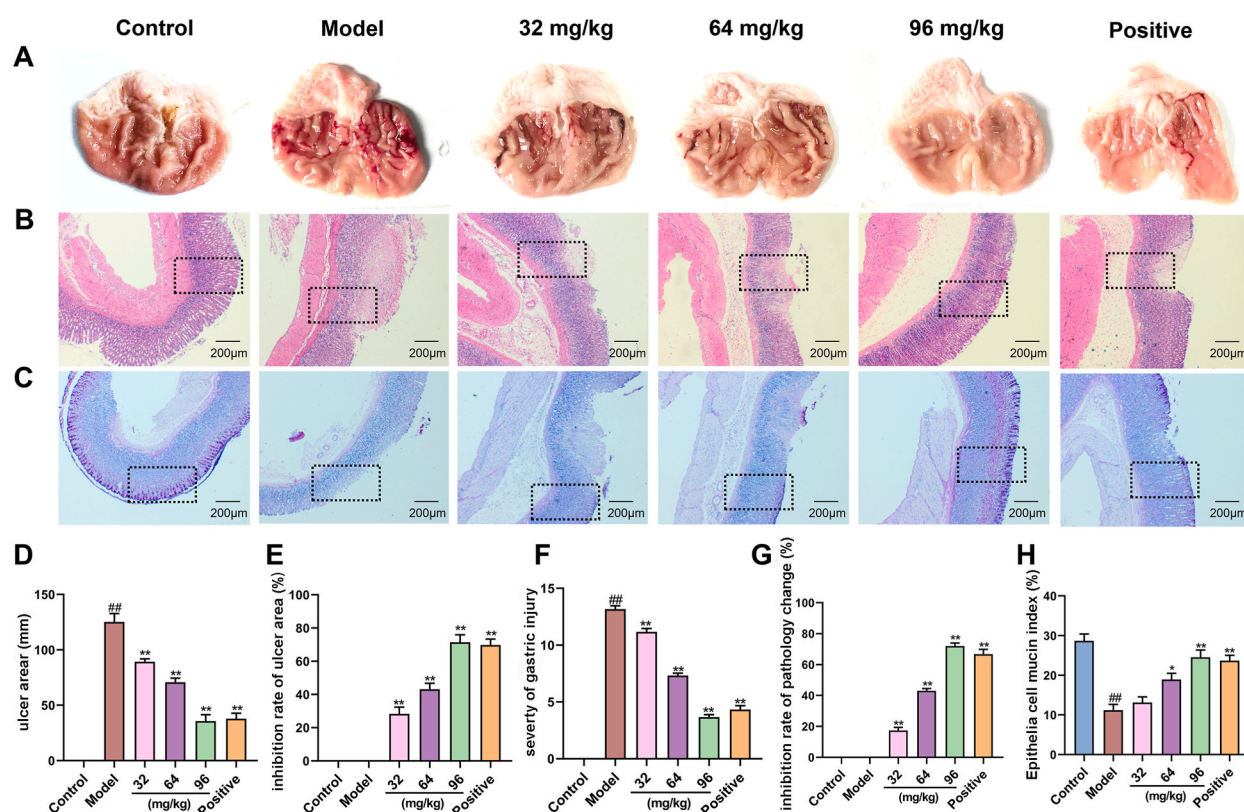 Control Model 32 mg/kg 64 mg/kg 96 mg/kg Positive
A
B
200μm 200μm 200μm 200μm 200μm 200μm
C
200μm 200μm 200μm 200μm 200μm 200μm
D
ulcer arear (mm)
150
100
50
0
##
**
**
**
**
Control Model 32 64 96 Positive
(mg/kg)
E
inhibition rate of ulcer area (%)
100
80
60
40
20
0
**
**
**
**
Control Model 32 64 96 Positive
(mg/kg)
F
severty of gastric injury
15
10
5
0
##
**
**
**
**
Control Model 32 64 96 Positive
(mg/kg)
G
inhibition rate of pathology change (%)
100
80
60
40
20
0
**
**
**
**
Control Model 32 64 96 Positive
(mg/kg)
H
Epithelia cell mucin index (%)
40
30
20
10
0
##
*
**
**
Control Model 32 64 96 Positive
(mg/kg)